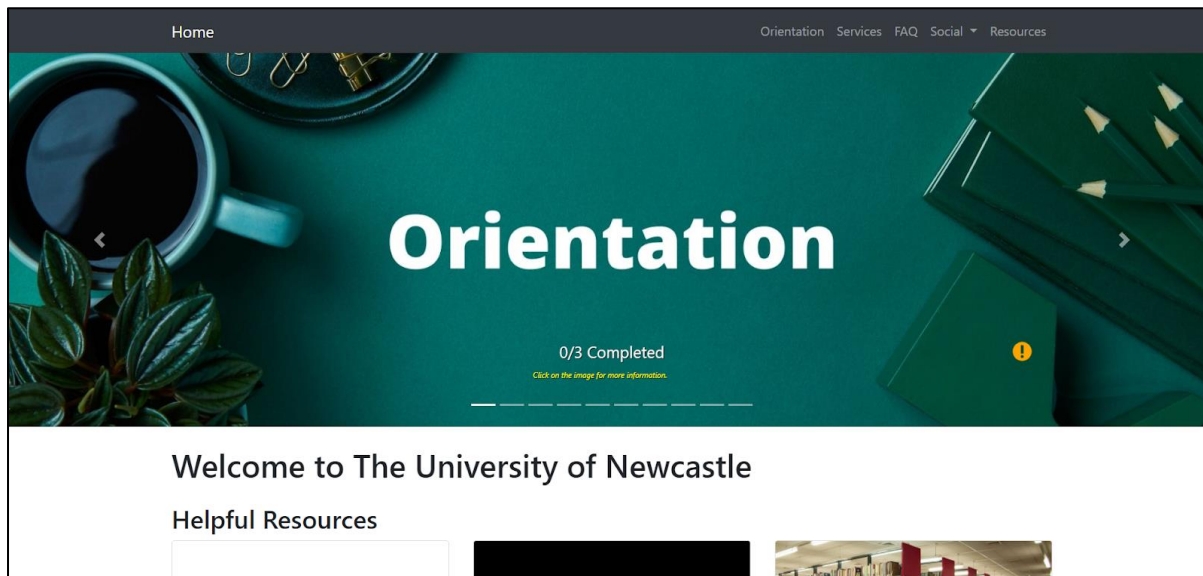 Home Orientation Services FAQ Social Resources
Orientation
0/3 Completed
Click on the image for more information.
Welcome to The University of Newcastle
Helpful Resources